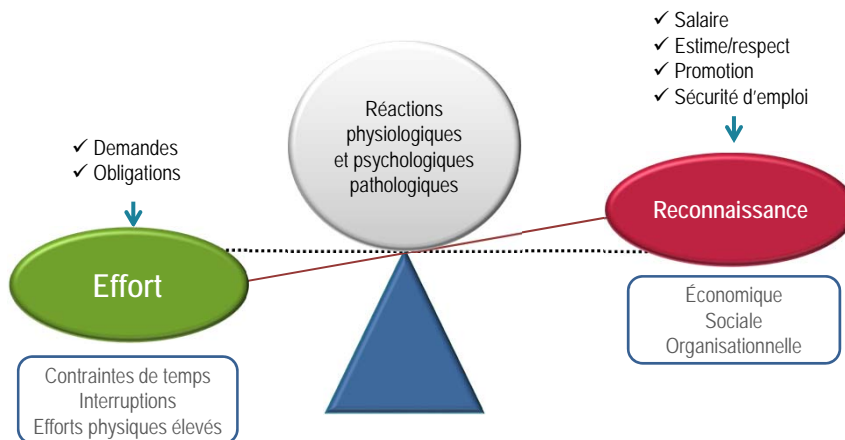 ✓ Demandes
✓ Obligations
Effort
Contraintes de temps
Interruptions
Efforts physiques élevés
Réactions
physiologiques
et psychologiques
pathologiques
✓ Salaire
✓ Estime/respect
✓ Promotion
✓ Sécurité d'emploi
Reconnaissance
Économique
Sociale
Organisationnelle